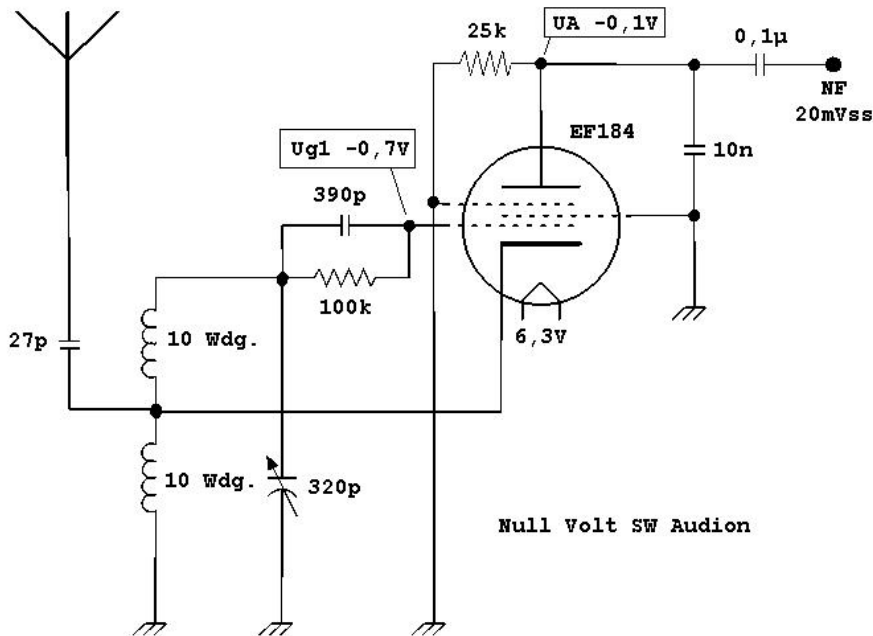 25k
UA -0,1V
0,1µ
NF
20mVss
EF184
Ug1 -0,7V
10n
390p
100k
6,3V
27p
10 Wdg.
10 Wdg.
320p
Null Volt SW Audion